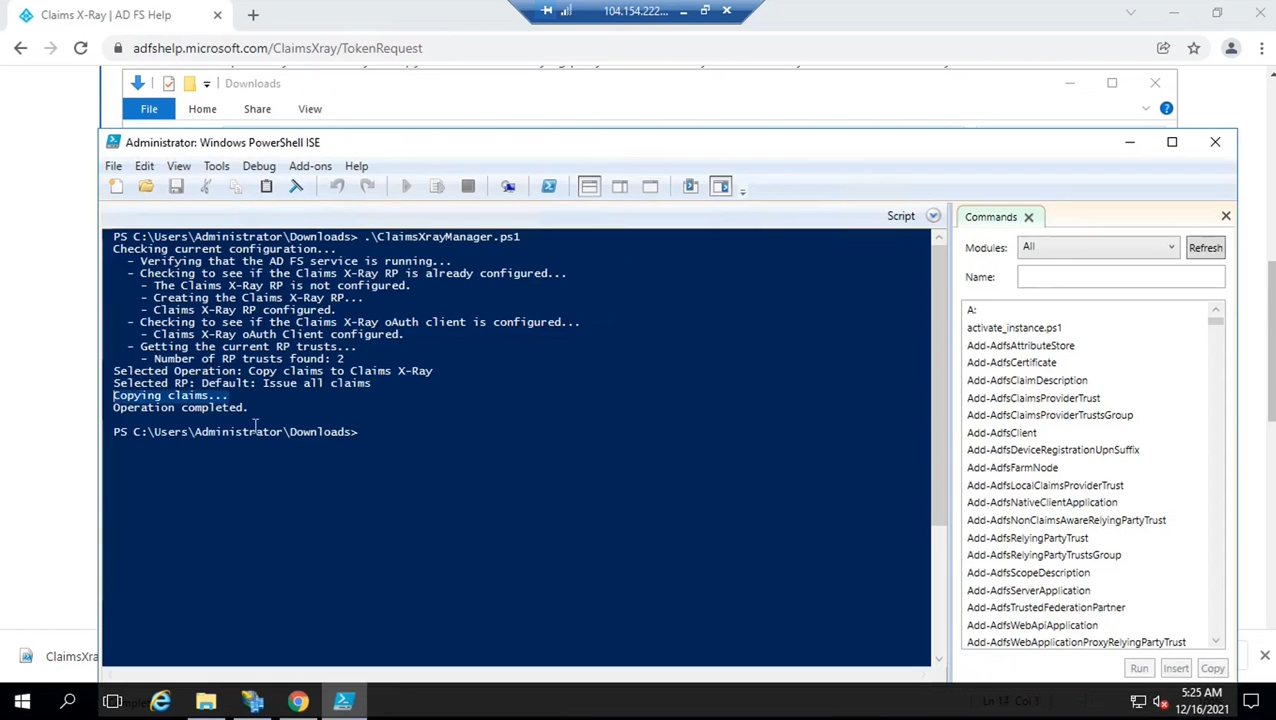 Claims X-Ray | AD FS Help
104.154.222...
adfshelp.microsoft.com/ClaimsXray/TokenRequest
Downloads
File Home Share View
Administrator: Windows PowerShell ISE
File Edit View Tools Debug Add-ons Help
Script
Commands
PS C:\Users\Administrator\Downloads> .\ClaimsXrayManager.ps1
Checking current configuration...
- Verifying that the AD FS service is running...
- Checking to see if the Claims X-Ray RP is already configured...
- The Claims X-Ray RP is not configured.
- Creating the Claims X-Ray RP...
- Claims X-Ray RP configured.
- Checking to see if the Claims X-Ray oAuth client is configured...
- Claims X-Ray oAuth Client configured.
- Getting the current RP trusts...
- Number of RP trusts found: 2
Selected Operation: Copy claims to Claims X-Ray
Selected RP: Default: Issue all claims
Copying claims...
Operation completed.
PS C:\Users\Administrator\Downloads>
Modules: All Refresh
Name:
A:
activate_instance.ps1
Add-AdfsAttributeStore
Add-AdfsCertificate
Add-AdfsClaimDescription
Add-AdfsClaimsProviderTrust
Add-AdfsClaimsProviderTrustsGroup
Add-AdfsClient
Add-AdfsDeviceRegistrationUpnSuffix
Add-AdfsFarmNode
Add-AdfsLocalClaimsProviderTrust
Add-AdfsNativeClientApplication
Add-AdfsNonClaimsAwareRelyingPartyTrust
Add-AdfsRelyingPartyTrust
Add-AdfsRelyingPartyTrustsGroup
Add-AdfsScopeDescription
Add-AdfsServerApplication
Add-AdfsTrustedFederationPartner
Add-AdfsWebApiApplication
Add-AdfsWebApplicationProxyRelyingPartyTrust
Run Insert Copy
ClaimsXra
5:25 AM
12/16/2021